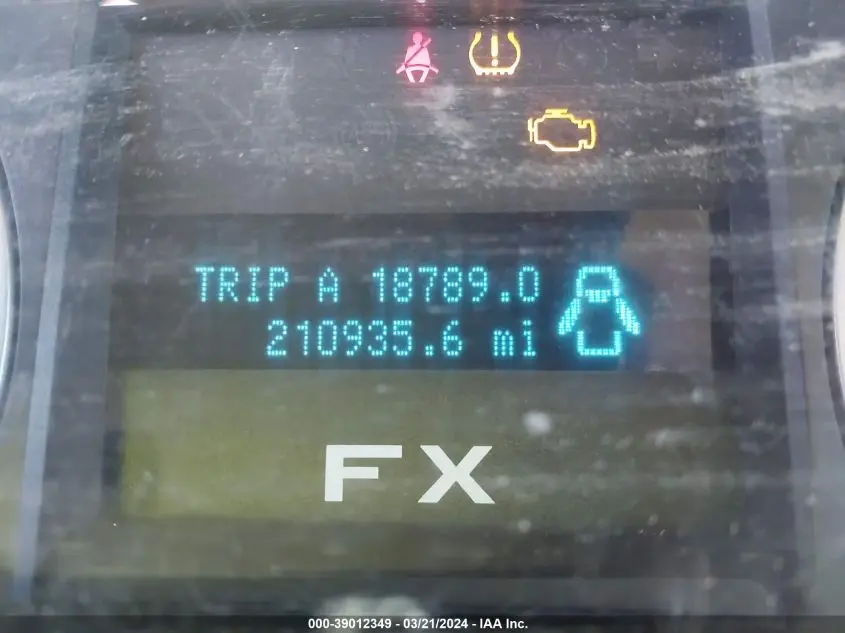 TRIP A 18789.0
210935.6 mi
FX
000-39012349 - 03/21/2024 - IAA Inc.